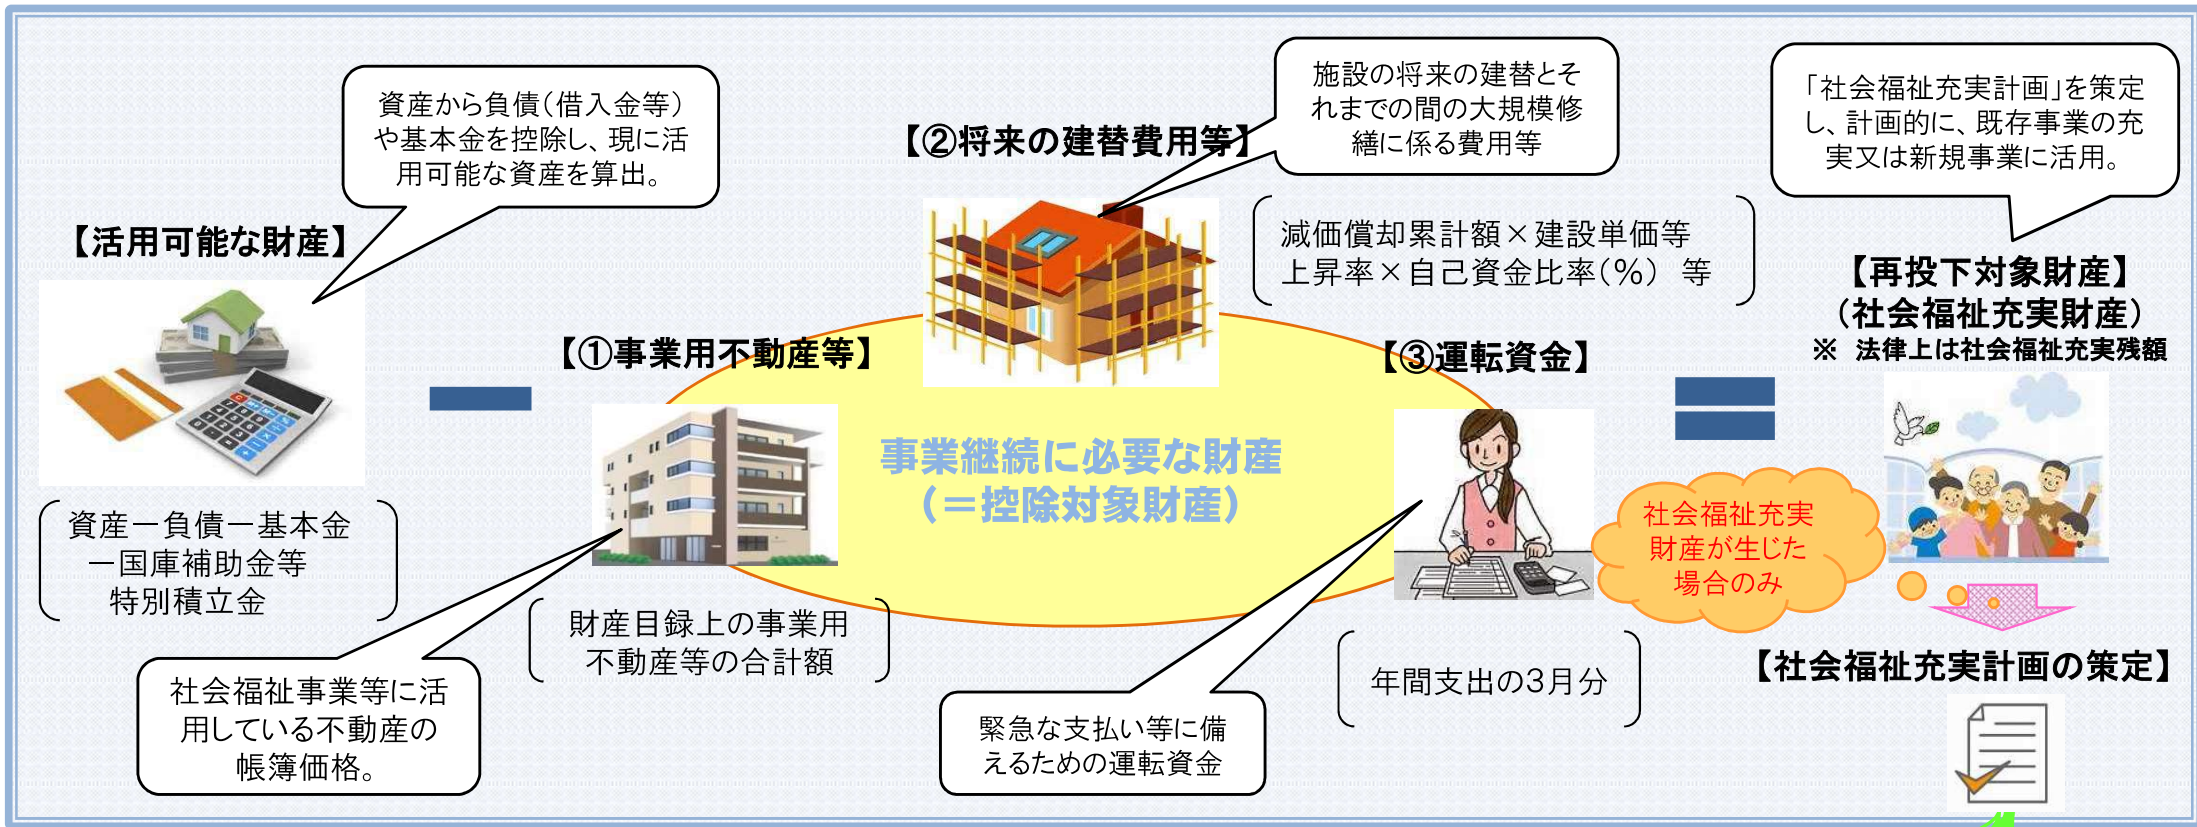 資産から負債(借入金等)
や基本金を控除し、現に活
用可能な資産を算出。
【活用可能な財産】
資産－負債－基本金
－国庫補助金等
特別積立金
【①事業用不動産等】
財産目録上の事業用
不動産等の合計額
社会福祉事業等に活
用している不動産の
帳簿価格。
【②将来の建替費用等】
施設の将来の建替とそ
れまでの間の大規模修
繕に係る費用等
減価償却累計額×建設単価等
上昇率×自己資金比率(%) 等
事業継続に必要な財産
(＝控除対象財産)
【③運転資金】
年間支出の3月分
緊急な支払い等に備
えるための運転資金
「社会福祉充実計画」を策定
し、計画的に、既存事業の充
実又は新規事業に活用。
【再投下対象財産】
(社会福祉充実財産)
※ 法律上は社会福祉充実残額
社会福祉充実
財産が生じた
場合のみ
【社会福祉充実計画の策定】